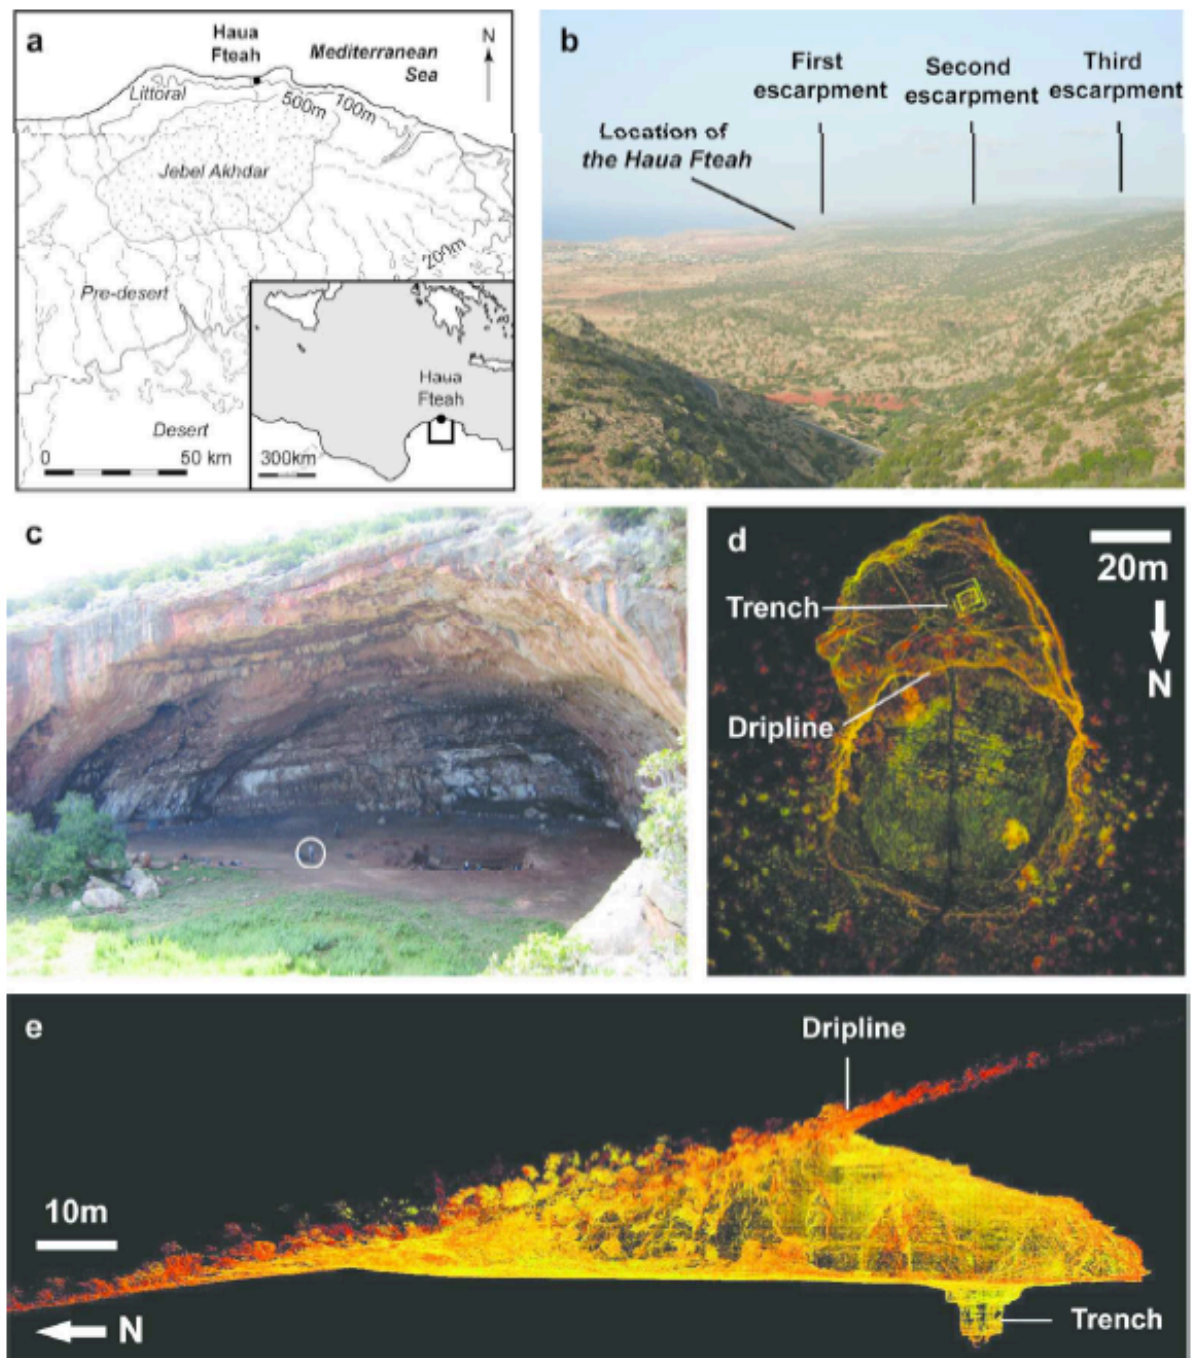 a
Haua
Fteah
Mediterranean
Sea
N
Littoral
500m
100m
Jebel Akhdar
200m
Pre-desert
Desert
0 50 km
Haua
Fteah
300km
b
First
escarpment
Second
escarpment
Third
escarpment
Location of
the Haua Fteah
c
d
20m
Trench
N
Dripline
e
Dripline
10m
N
Trench